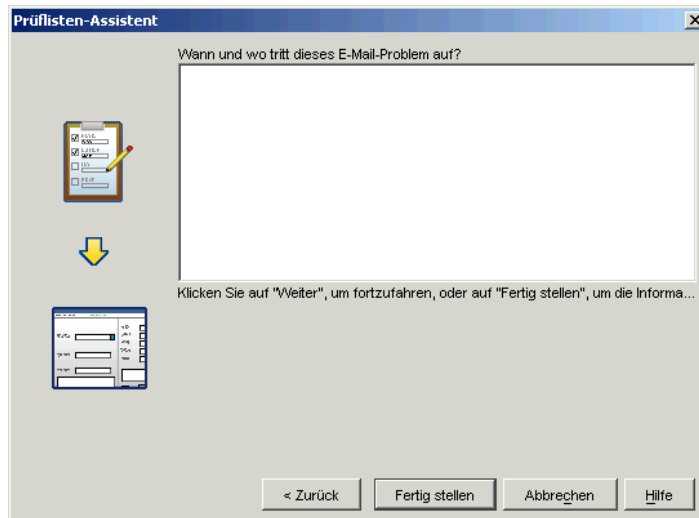 Prüflisten-Assistent
Wann und wo tritt dieses E-Mail-Problem auf?
Klicken Sie auf "Weiter", um fortzufahren, oder auf "Fertig stellen", um die Informa...
< Zurück
Fertig stellen
Abbrechen
Hilfe